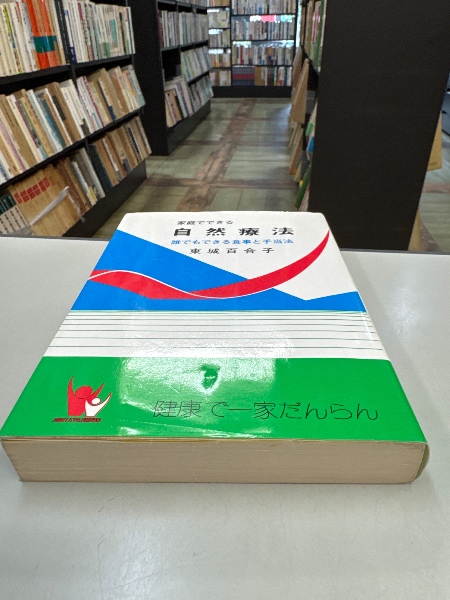 家庭でできる
自然療法
誰でもできる食事と手当法
東城百合子
健康で一家だんらん